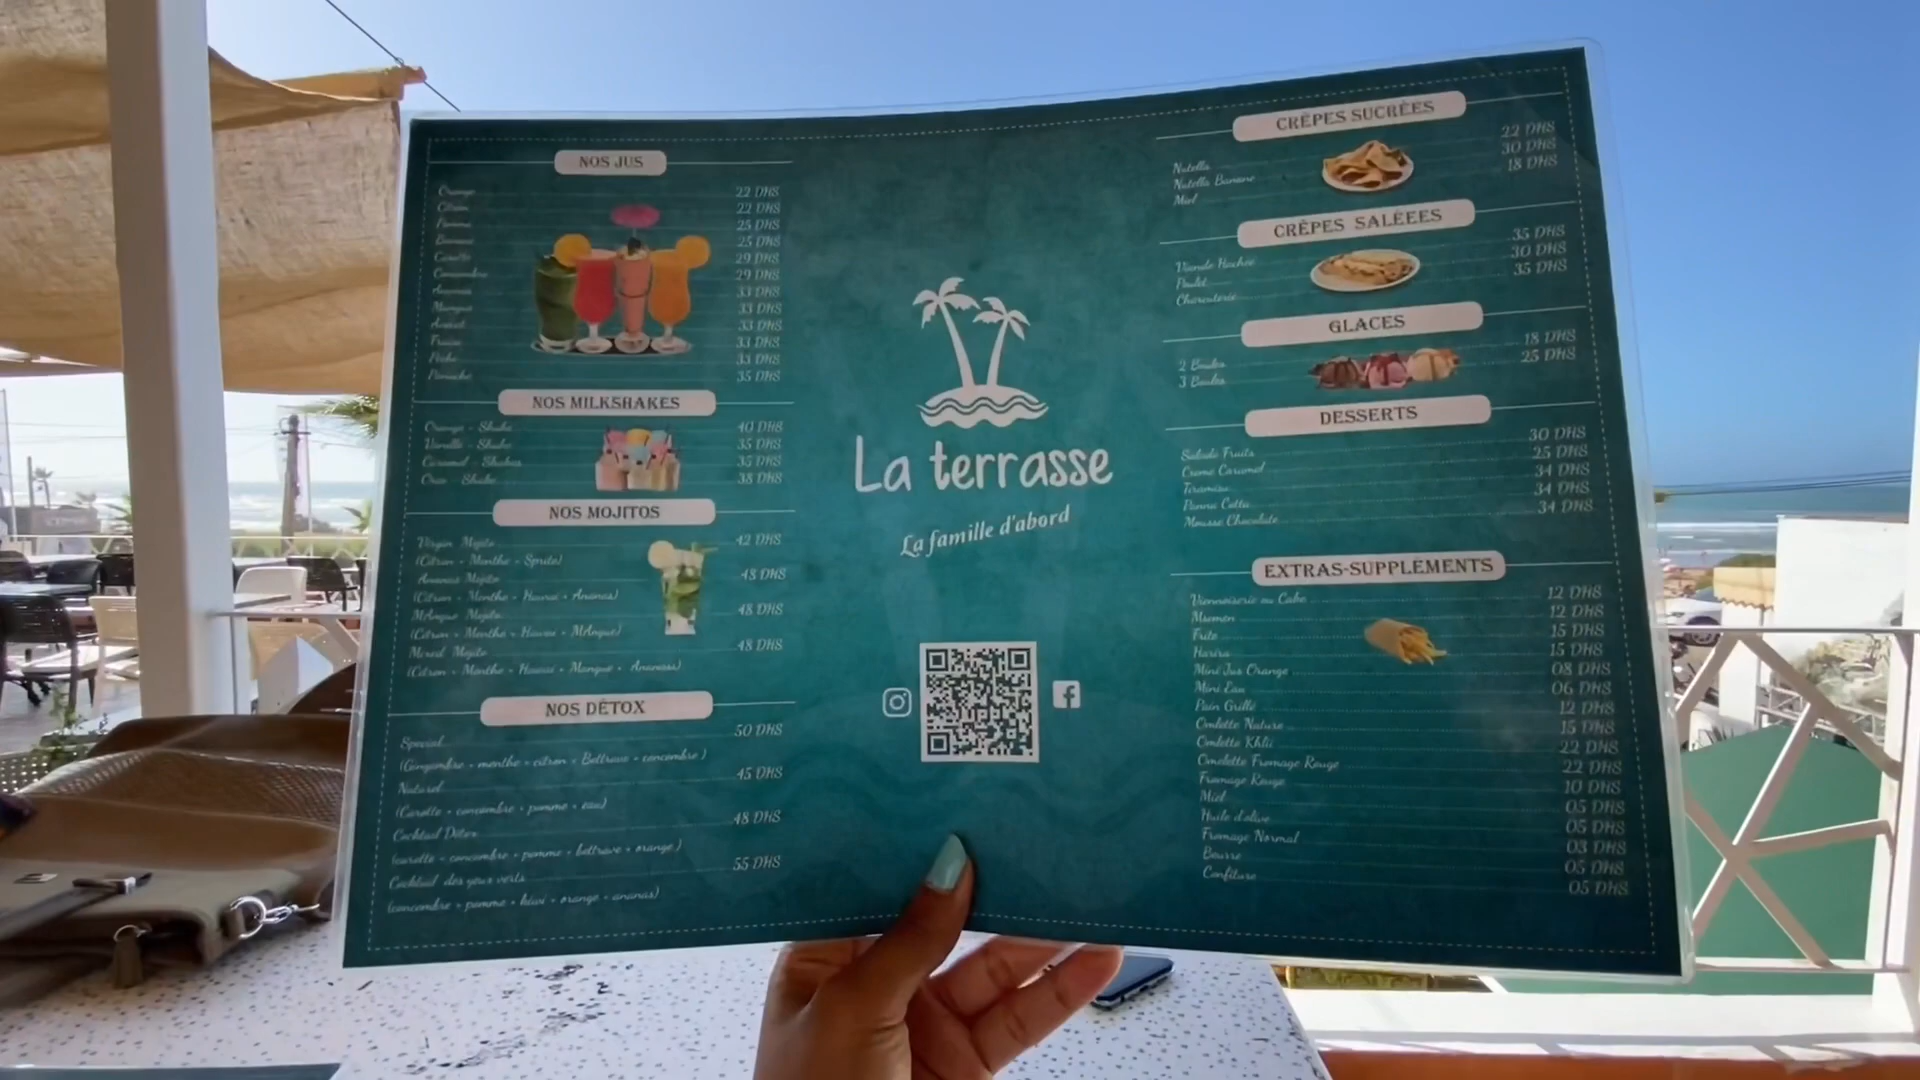 NOS JUS
Orange 22 DHS
Citron 22 DHS
Pomme 25 DHS
Banane 25 DHS
Carotte 29 DHS
Concombre 29 DHS
Ananas 33 DHS
Mangue 33 DHS
Avocat 33 DHS
Fraise 33 DHS
Pêche 33 DHS
Panaché 35 DHS
NOS MILKSHAKES
Orange - Shake 40 DHS
Vanille - Shake 35 DHS
Caramel - Shakes 35 DHS
Oreo - Shake 38 DHS
NOS MOJITOS
Virgin Mojito 42 DHS
(Citron + Menthe + Sprite)
Ananas Mojito 48 DHS
(Citron + Menthe + Hawai + Ananas)
MAngue Mojito 48 DHS
(Citron + Menthe + Hawai + MAngue)
Mixed Mojito 48 DHS
(Citron + Menthe + Hawai + Mangue + Ananass)
NOS DÉTOX
Special 50 DHS
(Gingembre + menthe + citron + Bettrave + concombre )
Naturel 45 DHS
(Carotte + concombre + pomme + eau)
Cocktail Détox 48 DHS
(carotte + concombre + pomme + bettrave + orange )
Cocktail des yeux verts 55 DHS
(concombre + pomme + kiwi + orange + ananas)
La terrasse
La famille d'abord
CRÊPES SUCRÉES
Nutella 22 DHS
Nutella Banane 30 DHS
Miel 18 DHS
CRÊPES SALÉEES
Viande Hachée 35 DHS
Poulet 30 DHS
Charcuterie 35 DHS
GLACES
2 Boules 18 DHS
3 Boules 25 DHS
DESSERTS
Salade Fruits 30 DHS
Creme Caramel 25 DHS
Tiramisu 34 DHS
Panna Cotta 34 DHS
Mousse Chocolate 34 DHS
EXTRAS-SUPPLÉMENTS
Viennoiserie ou Cake 12 DHS
Msemen 12 DHS
Frite 15 DHS
Harira 15 DHS
Mini Jus Orange 08 DHS
Mini Eau 06 DHS
Pain Grillé 12 DHS
Omlette Nature 15 DHS
Omlette Khlii 22 DHS
Omelette Fromage Rouge 22 DHS
Fromage Rouge 10 DHS
Miel 05 DHS
Huile d'olive 05 DHS
Fromage Normal 03 DHS
Beurre 05 DHS
Confiture 05 DHS